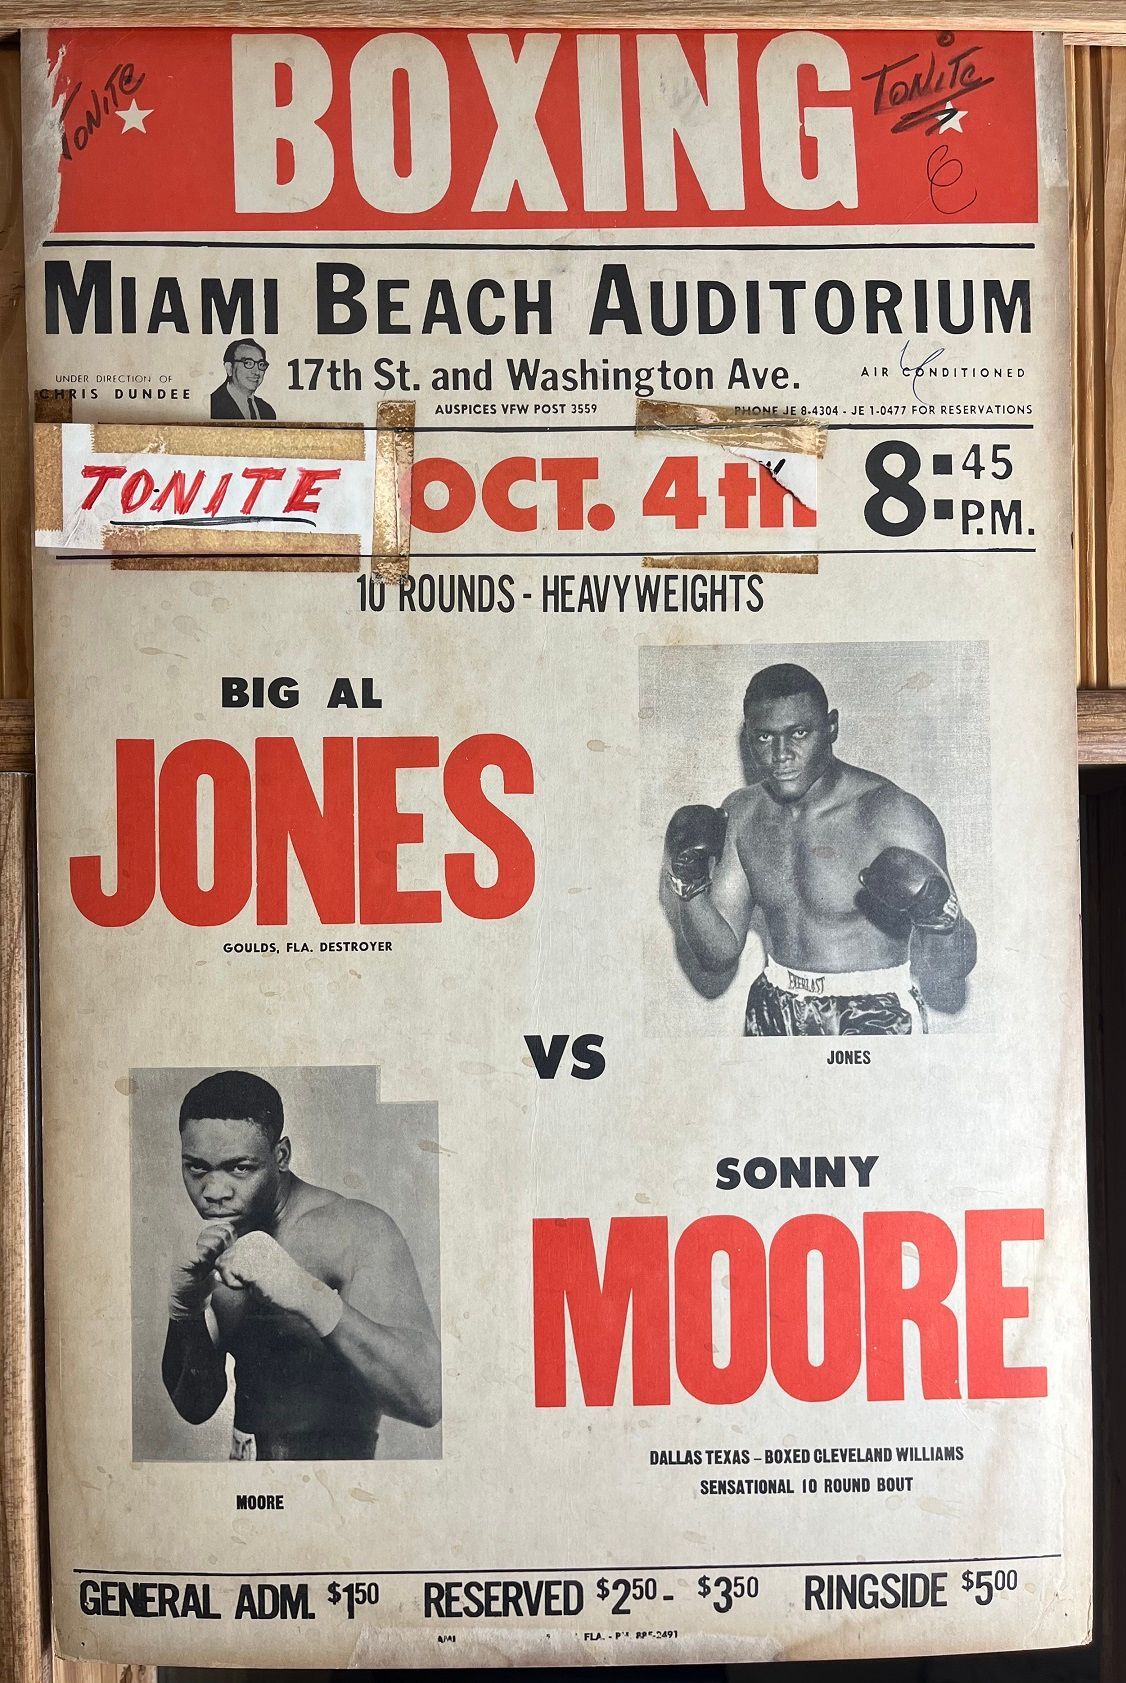 TONITE
BOXING
TONITE
MIAMI BEACH AUDITORIUM
UNDER DIRECTION OF
CHRIS DUNDEE
17th St. and Washington Ave.
AIR CONDITIONED
AUSPICES VFW POST 3559
PHONE JE 8-4304 - JE 1-0477 FOR RESERVATIONS
TONITE OCT. 4th 8:45 P.M.
10 ROUNDS - HEAVYWEIGHTS
BIG AL
JONES
GOULDS, FLA. DESTROYER
EVERLAST
JONES
VS
SONNY
MOORE
DALLAS TEXAS - BOXED CLEVELAND WILLIAMS
SENSATIONAL 10 ROUND BOUT
MOORE
GENERAL ADM. $1.50 RESERVED $2.50 - $3.50 RINGSIDE $5.00
FLA. -